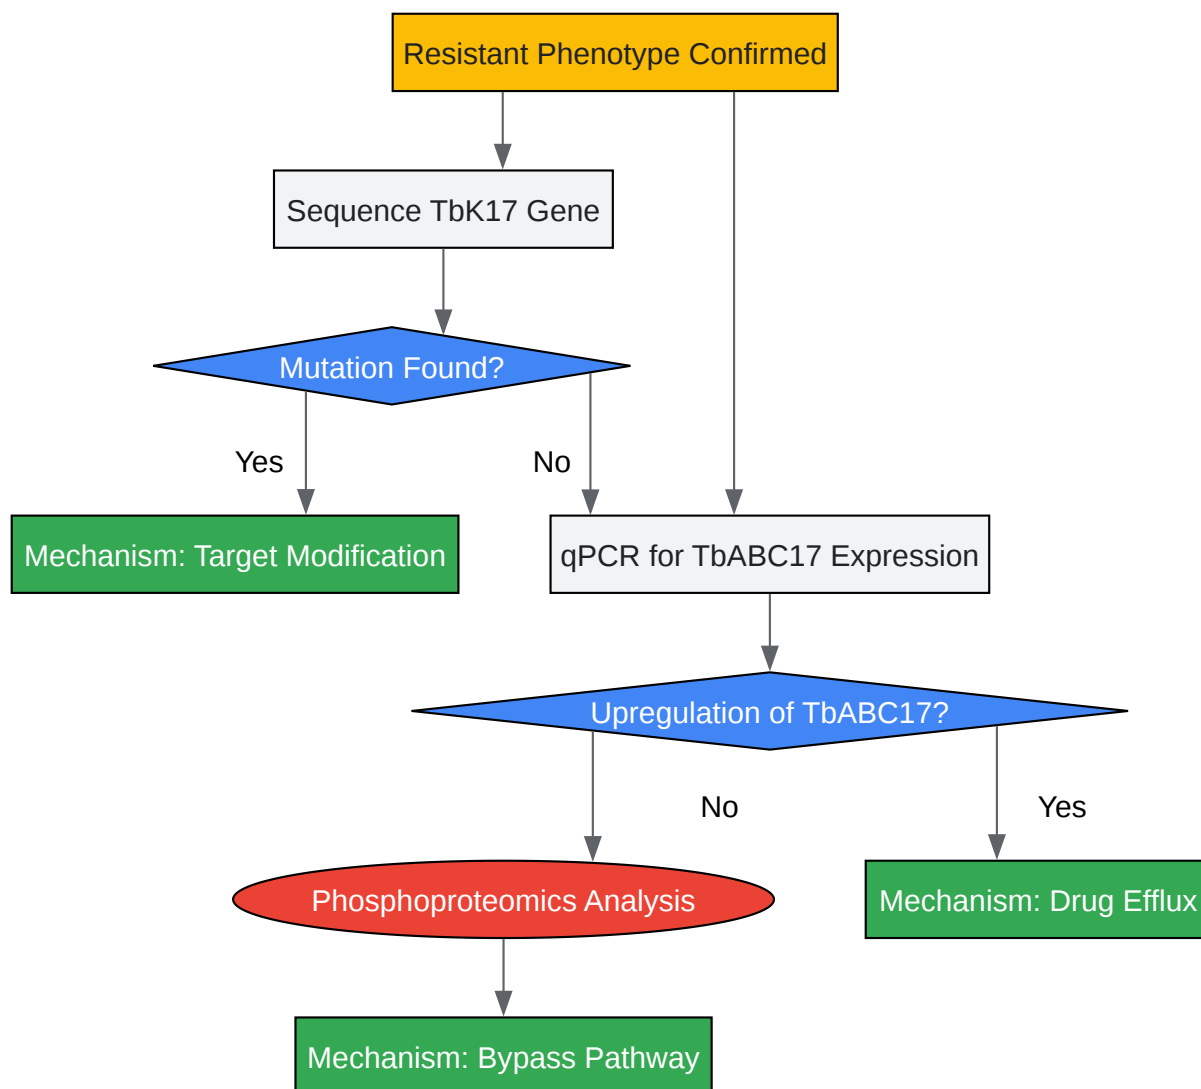 Resistant Phenotype Confirmed
Sequence TbK17 Gene
Mutation Found?
Yes
No
Mechanism: Target Modification
qPCR for TbABC17 Expression
Upregulation of TbABC17?
No
Yes
Phosphoproteomics Analysis
Mechanism: Drug Efflux
Mechanism: Bypass Pathway